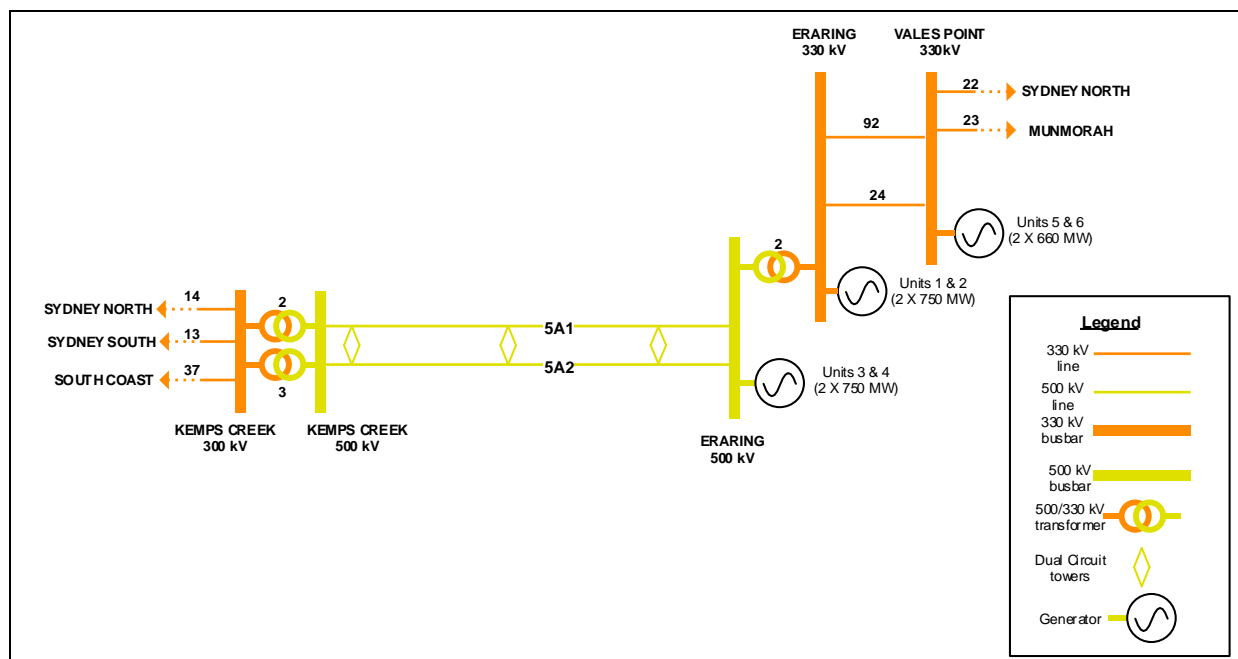 ERARING
330 kV
VALES POINT
330kV
22
SYDNEY NORTH
23
MUNMORAH
92
24
Units 5 & 6
(2 X 660 MW)
2
Units 1 & 2
(2 X 750 MW)
SYDNEY NORTH
14
2
SYDNEY SOUTH
13
SOUTH COAST
37
3
5A1
5A2
Units 3 & 4
(2 X 750 MW)
KEMPS CREEK
300 kV
KEMPS CREEK
500 kV
ERARING
500 kV
Legend
330 kV
line
500 kV
line
330 kV
busbar
500 kV
busbar
500/330 kV
transformer
Dual Circuit
towers
Generator